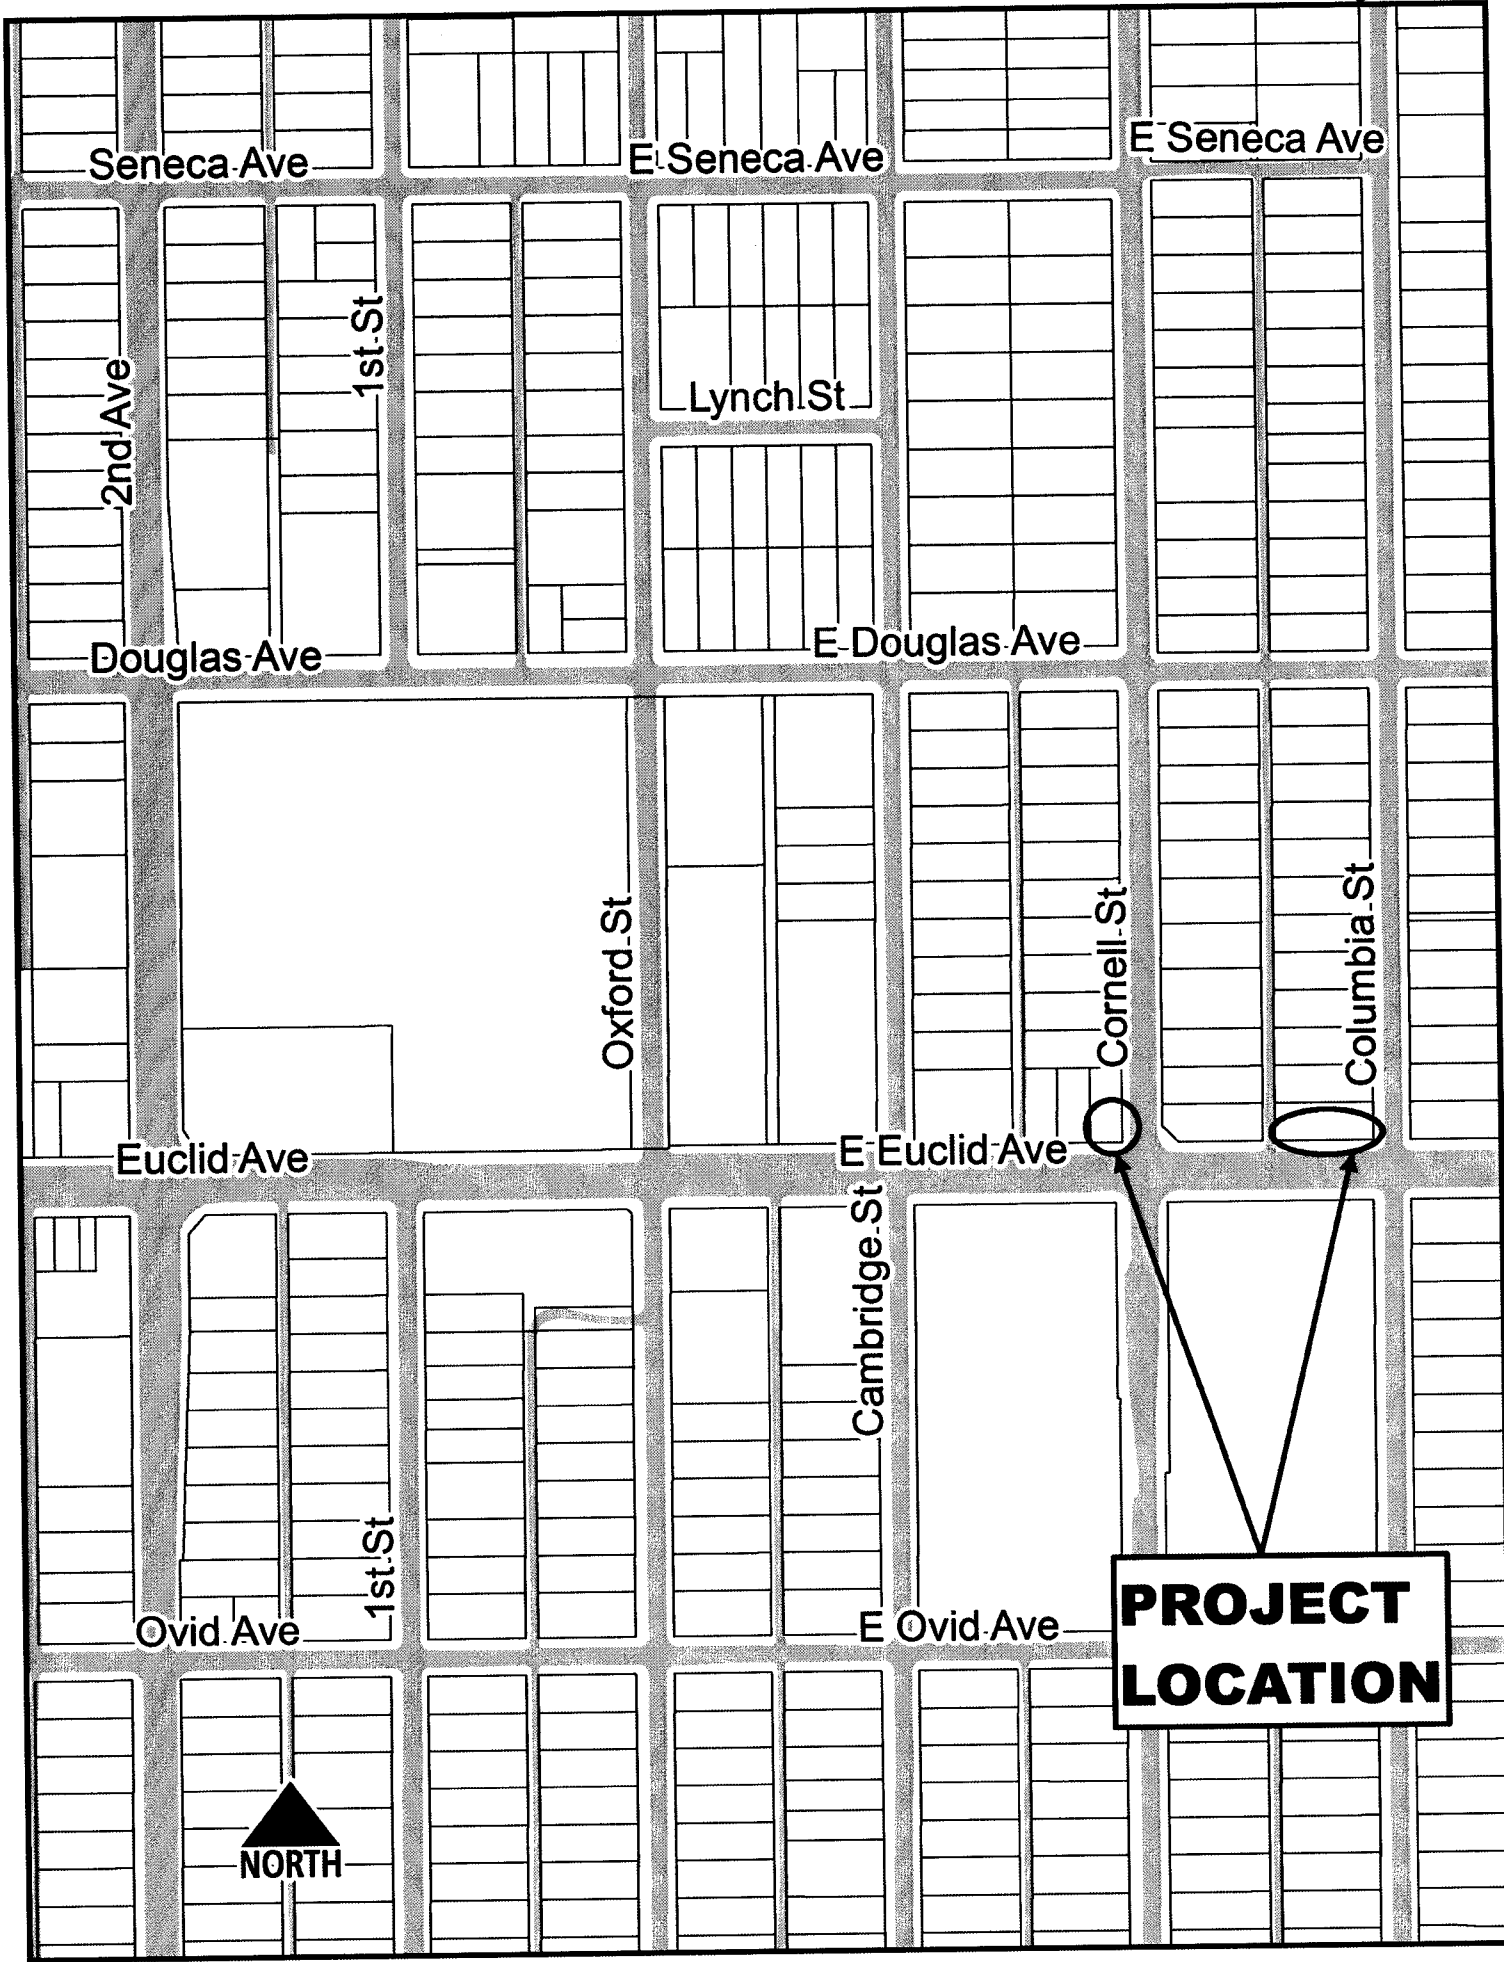 E Seneca Ave
Seneca Ave
E Seneca Ave
1st St
2nd Ave
Lynch St
Douglas Ave
E Douglas Ave
Oxford St
Cornell St
Columbia St
Euclid Ave
E Euclid Ave
Cambridge St
1st St
Ovid Ave
E Ovid Ave
PROJECT
LOCATION
NORTH